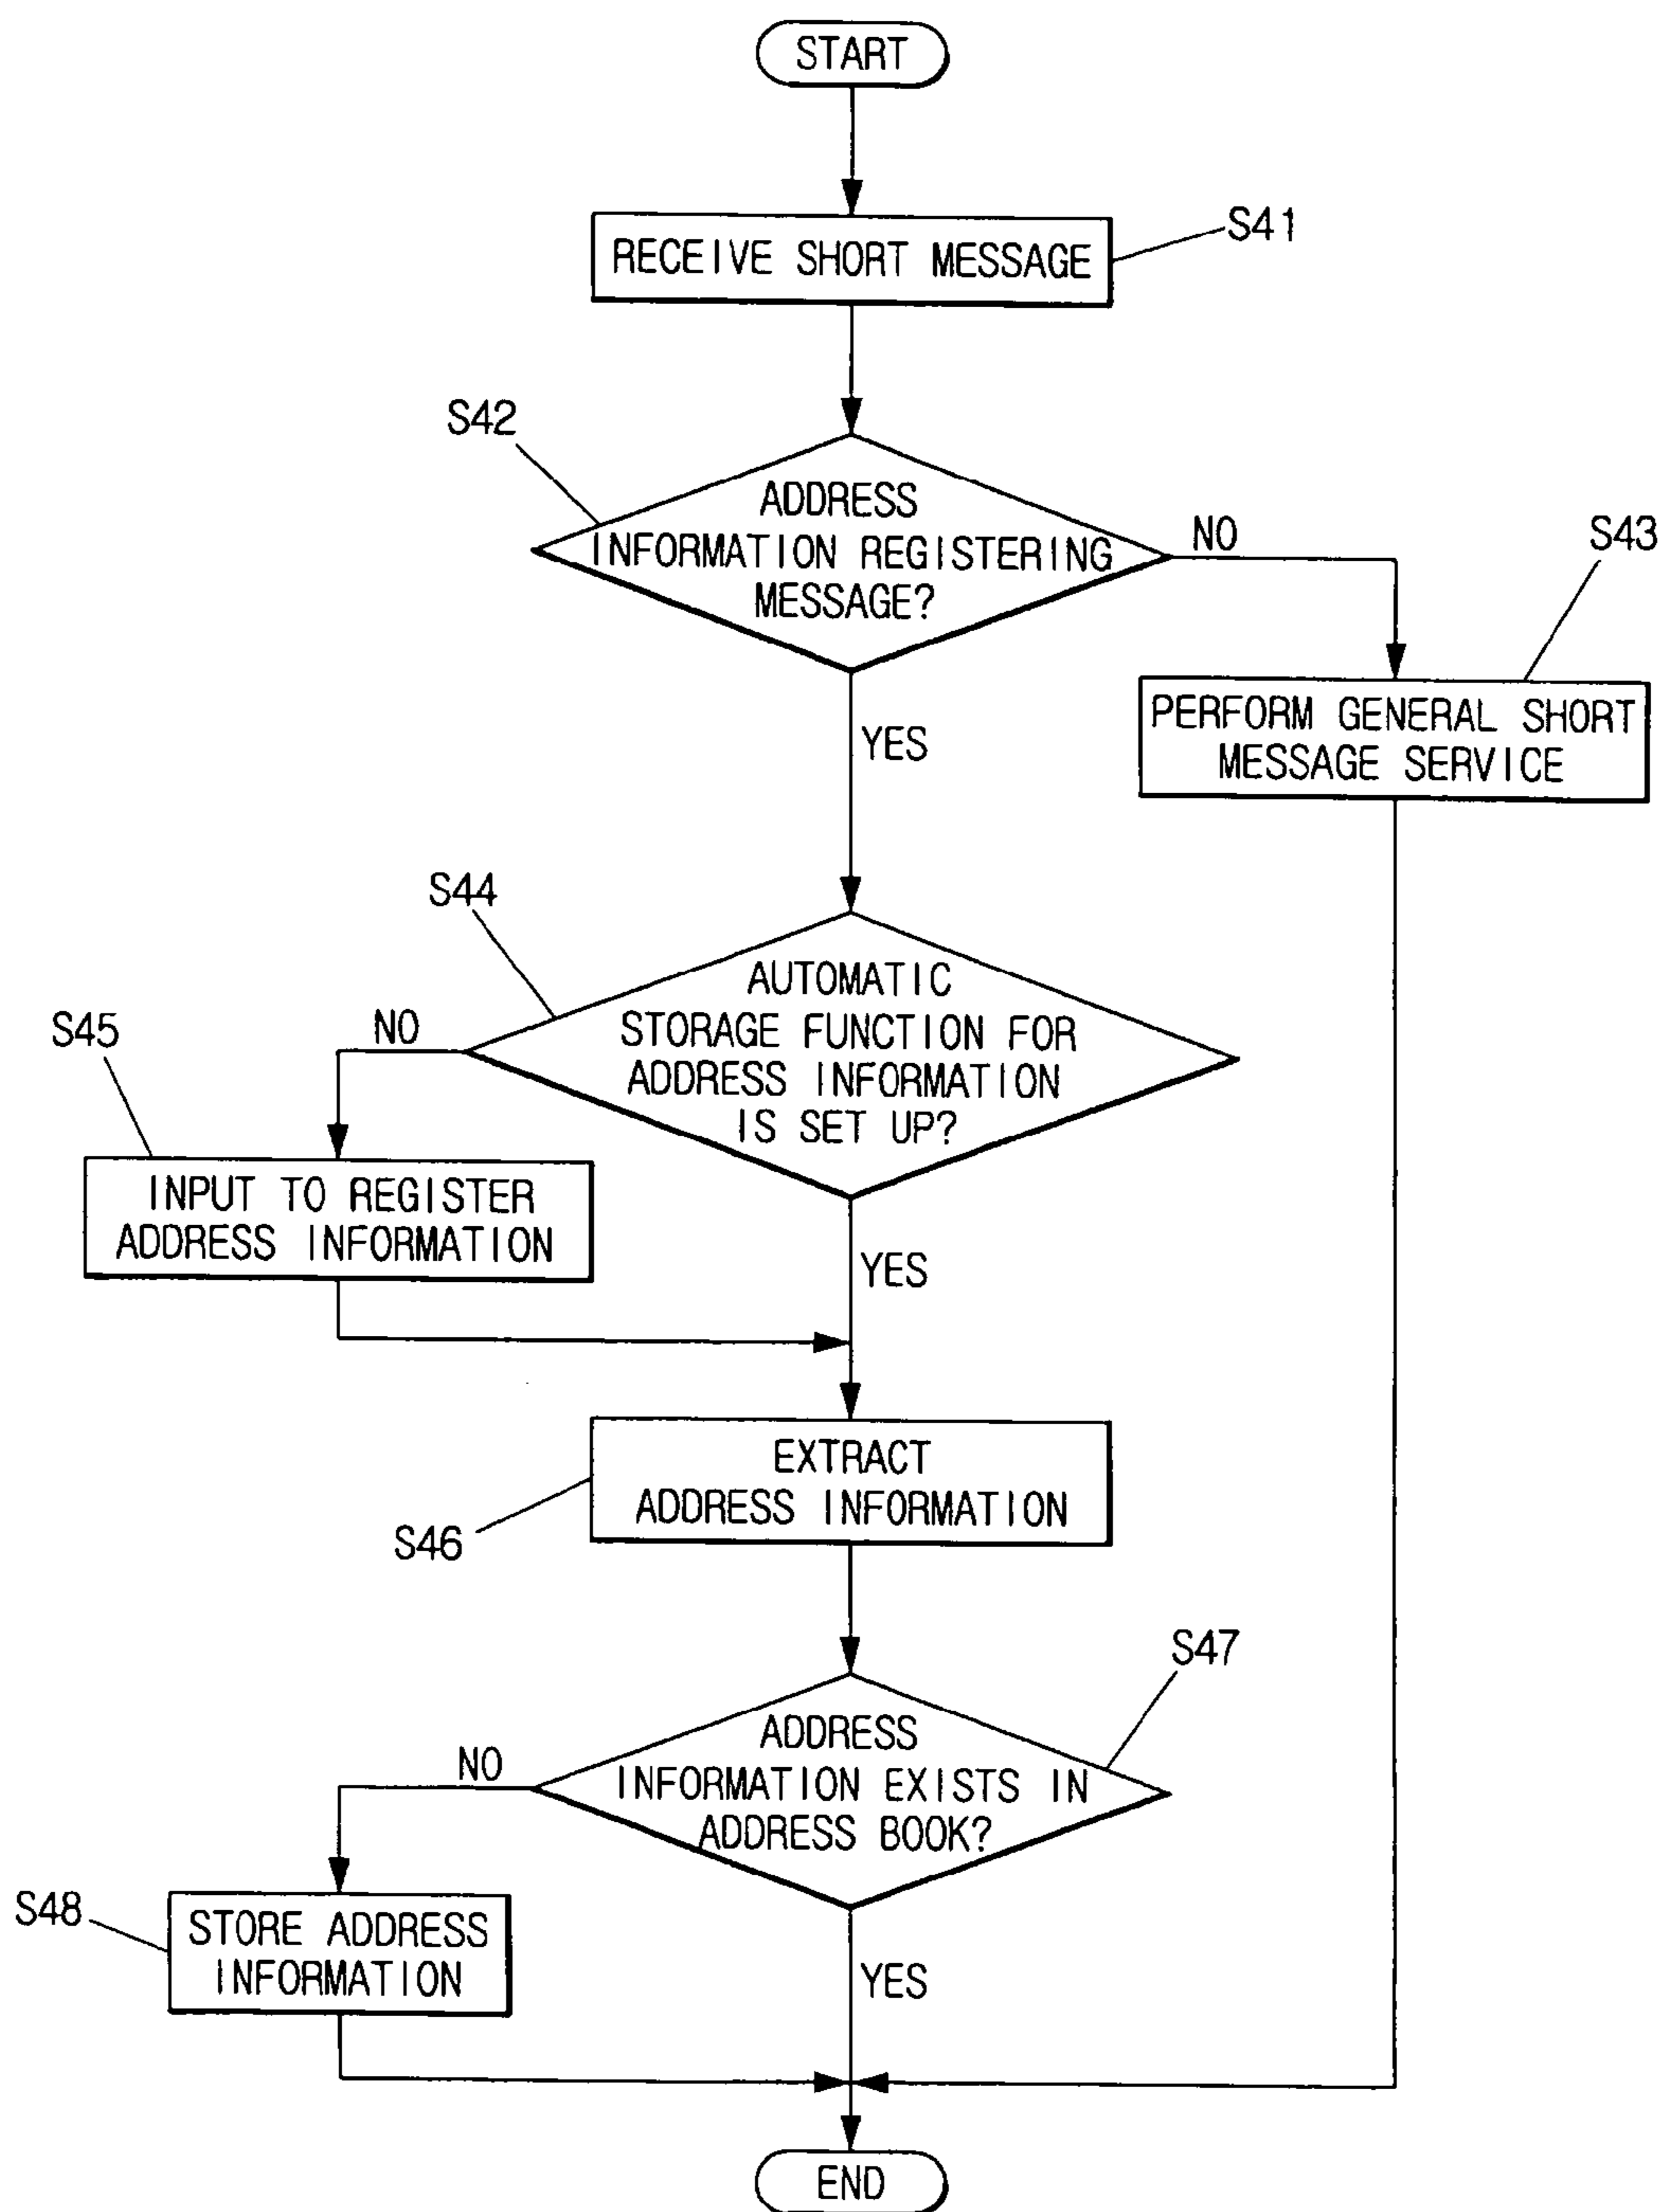 START
RECEIVE SHORT MESSAGE
S41
S42
ADDRESS
INFORMATION REGISTERING
MESSAGE?
NO
S43
PERFORM GENERAL SHORT
MESSAGE SERVICE
YES
S44
AUTOMATIC
STORAGE FUNCTION FOR
ADDRESS INFORMATION
IS SET UP?
NO
S45
INPUT TO REGISTER
ADDRESS INFORMATION
YES
EXTRACT
ADDRESS INFORMATION
S46
S47
ADDRESS
INFORMATION EXISTS IN
ADDRESS BOOK?
NO
S48
STORE ADDRESS
INFORMATION
YES
END